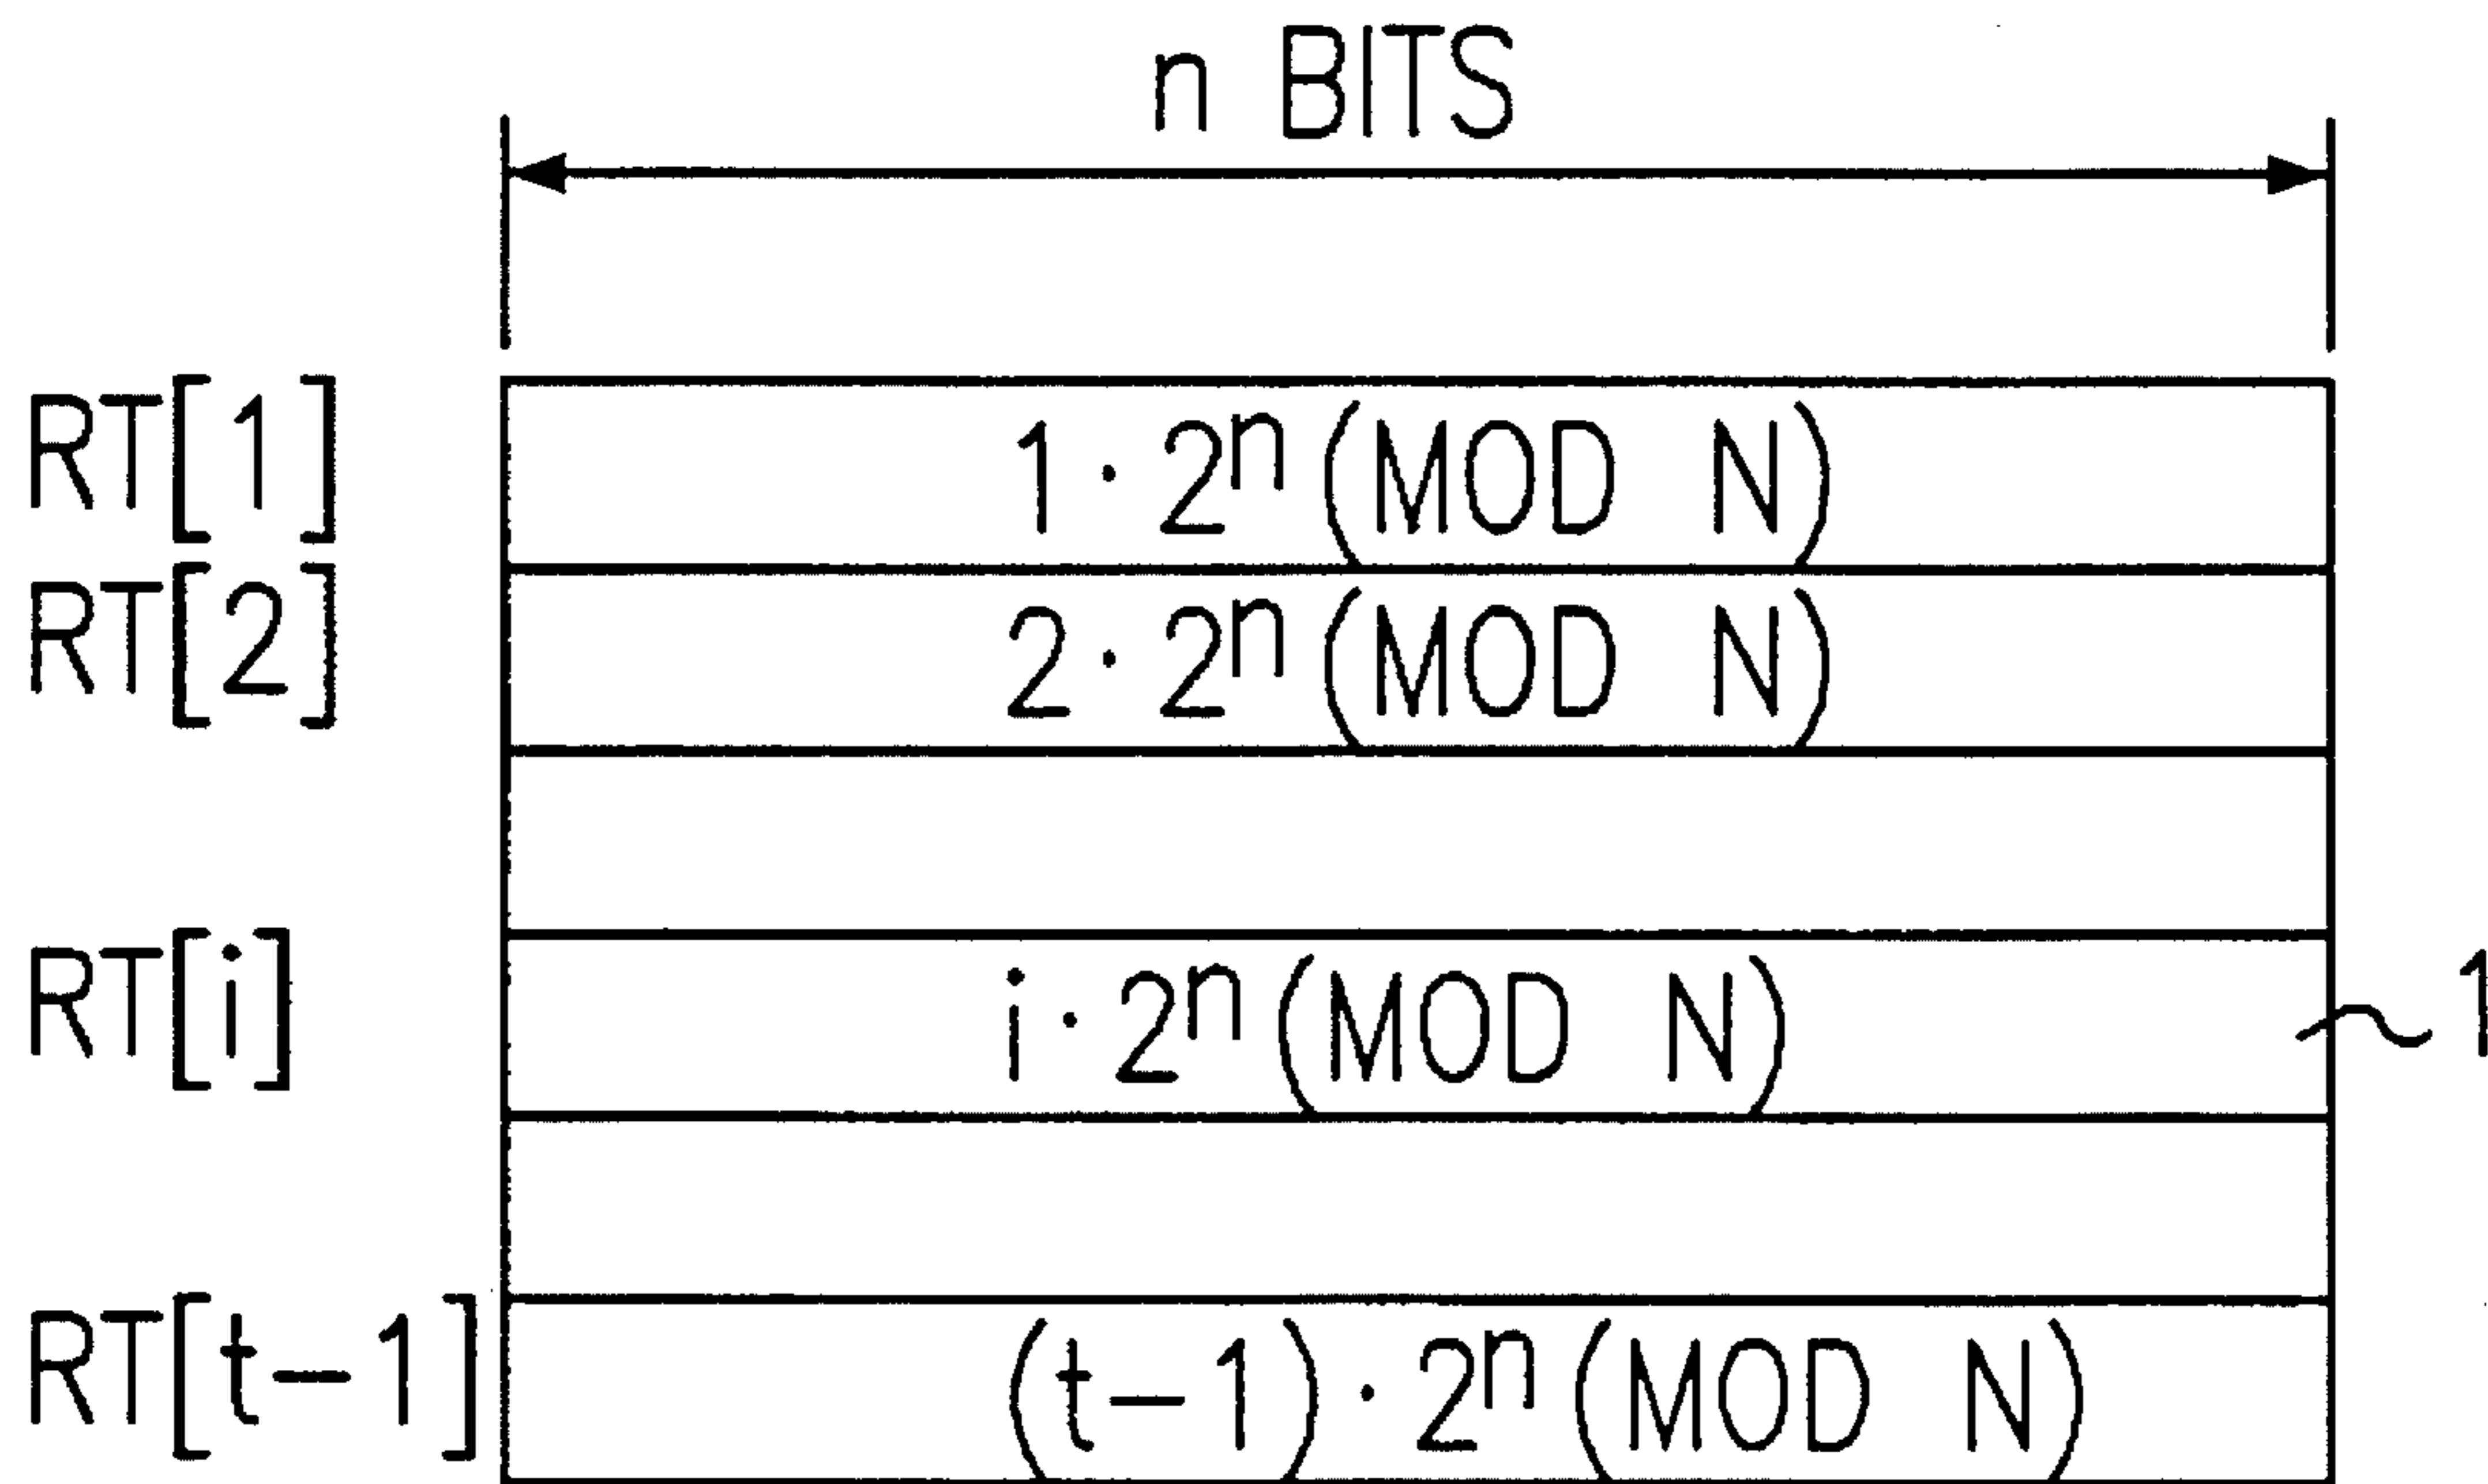 n BITS
RT[1] 1·2ⁿ(MOD N)
RT[2] 2·2ⁿ(MOD N)
RT[i] i·2ⁿ(MOD N) 1
RT[t-1] (t-1)·2ⁿ(MOD N)